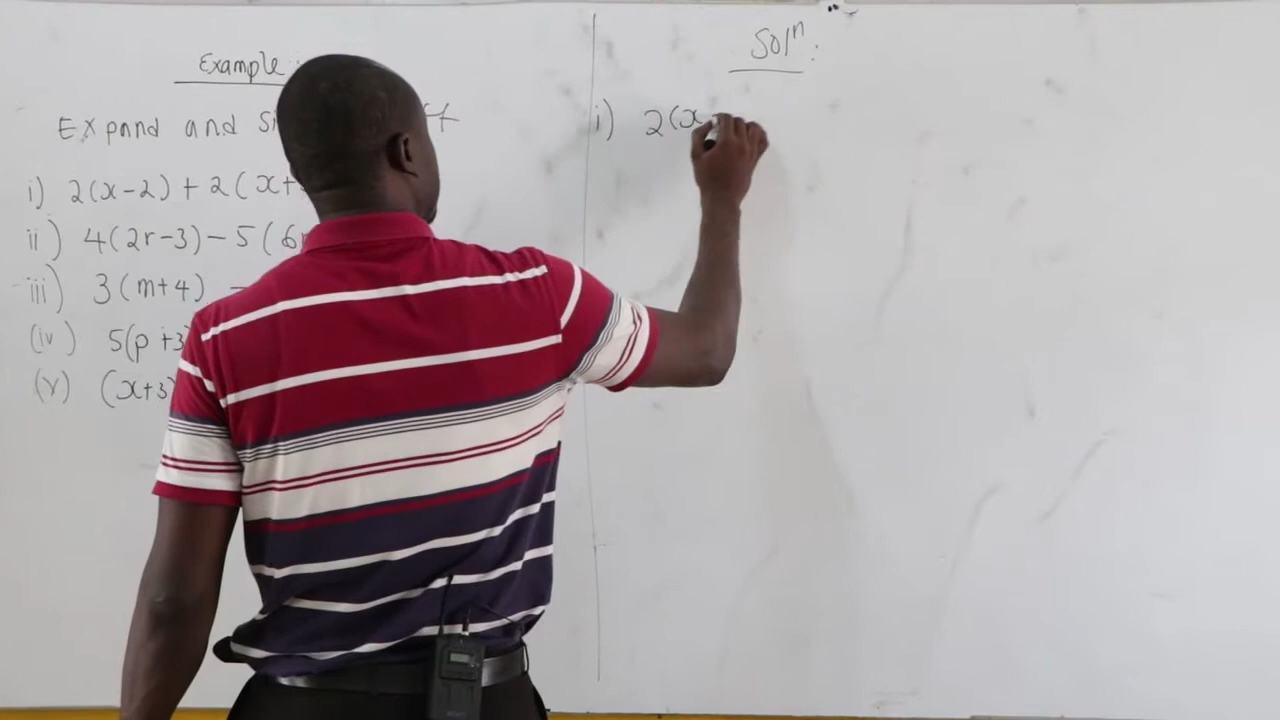 Example:
Expand and Si
i) 2(x-2) + 2(x+
ii) 4(2r-3) - 5(6r
iii) 3(m+4) -
(iv) 5(p+3
(v) (x+3
Solⁿ:
i) 2(x